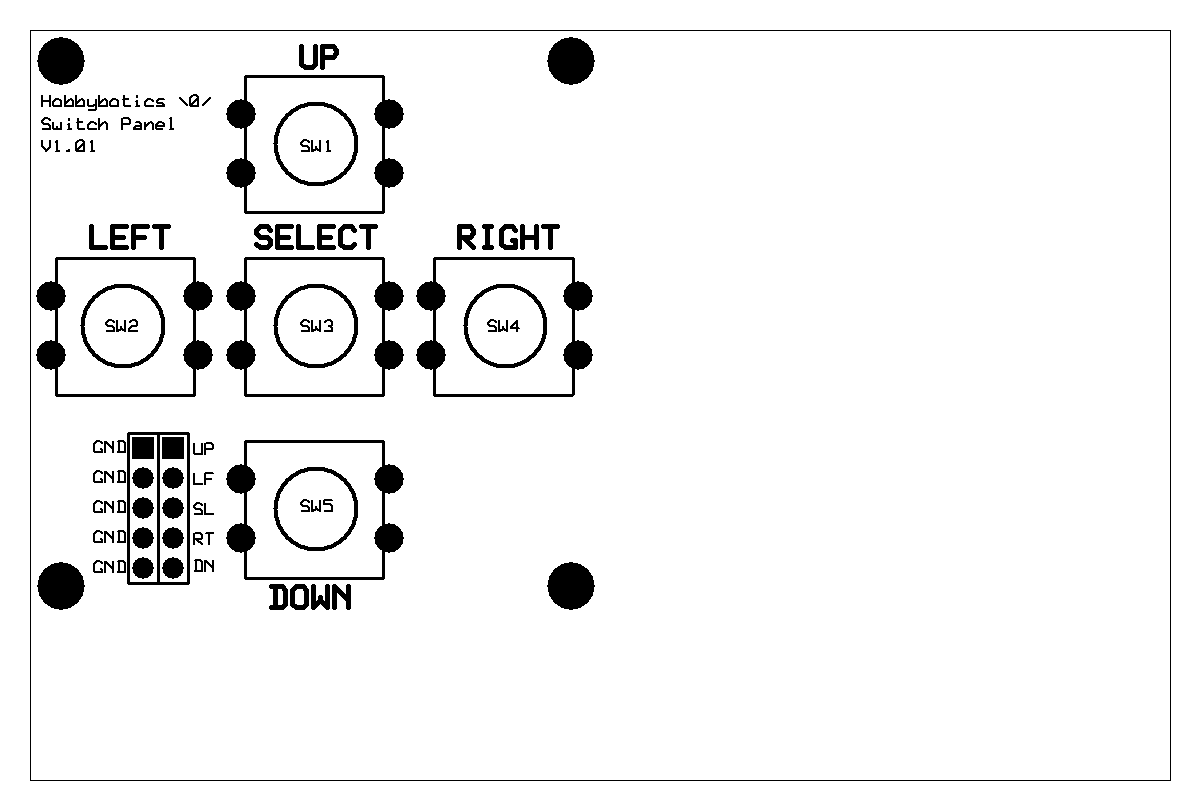 UP
Hobbybotics \0/
Switch Panel
V1.01
SW1
LEFT SELECT RIGHT
SW2 SW3 SW4
GND UP
GND LF
GND SL
GND RT
GND DN
SW5
DOWN